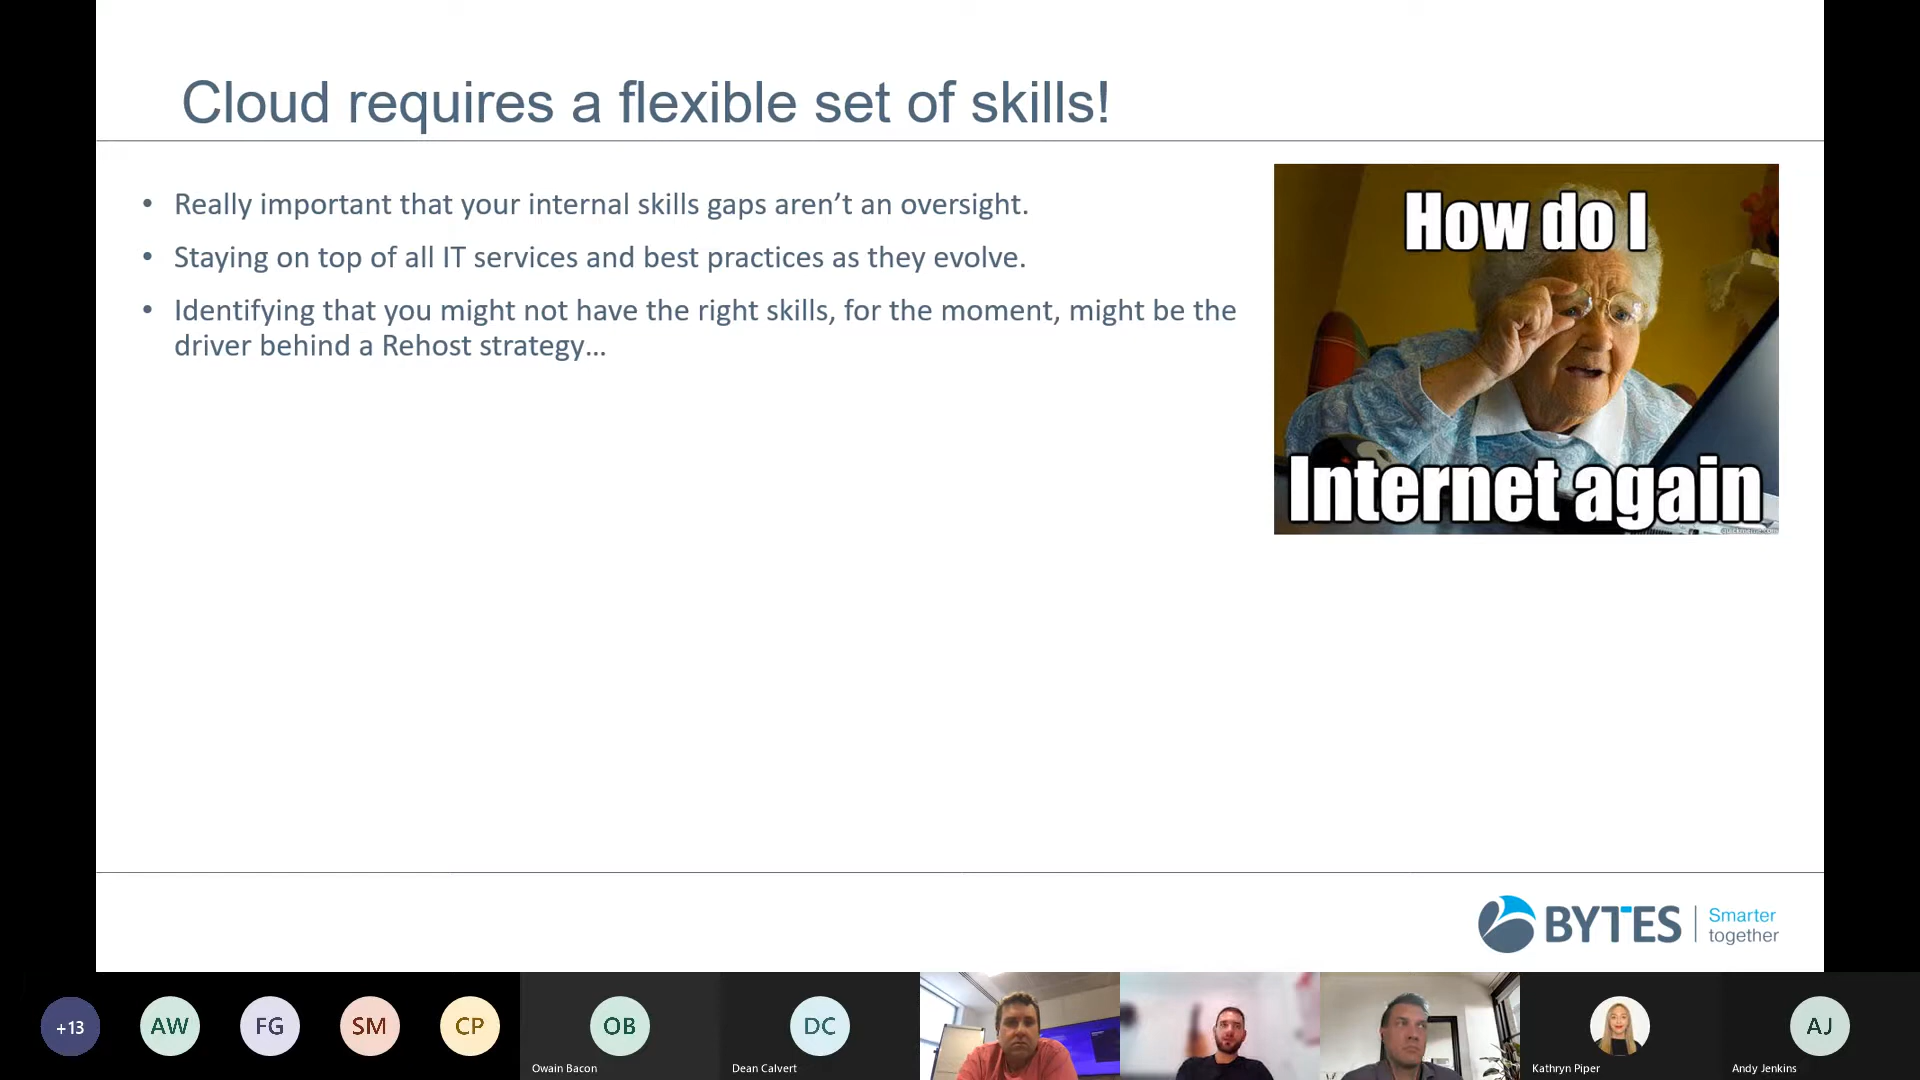 Cloud requires a flexible set of skills!
• Really important that your internal skills gaps aren’t an oversight.
• Staying on top of all IT services and best practices as they evolve.
• Identifying that you might not have the right skills, for the moment, might be the
driver behind a Rehost strategy…
How do I
Internet again
BYTES
Smarter
together
+13
AW
FG
SM
CP
OB
Owain Bacon
DC
Dean Calvert
Kathryn Piper
AJ
Andy Jenkins